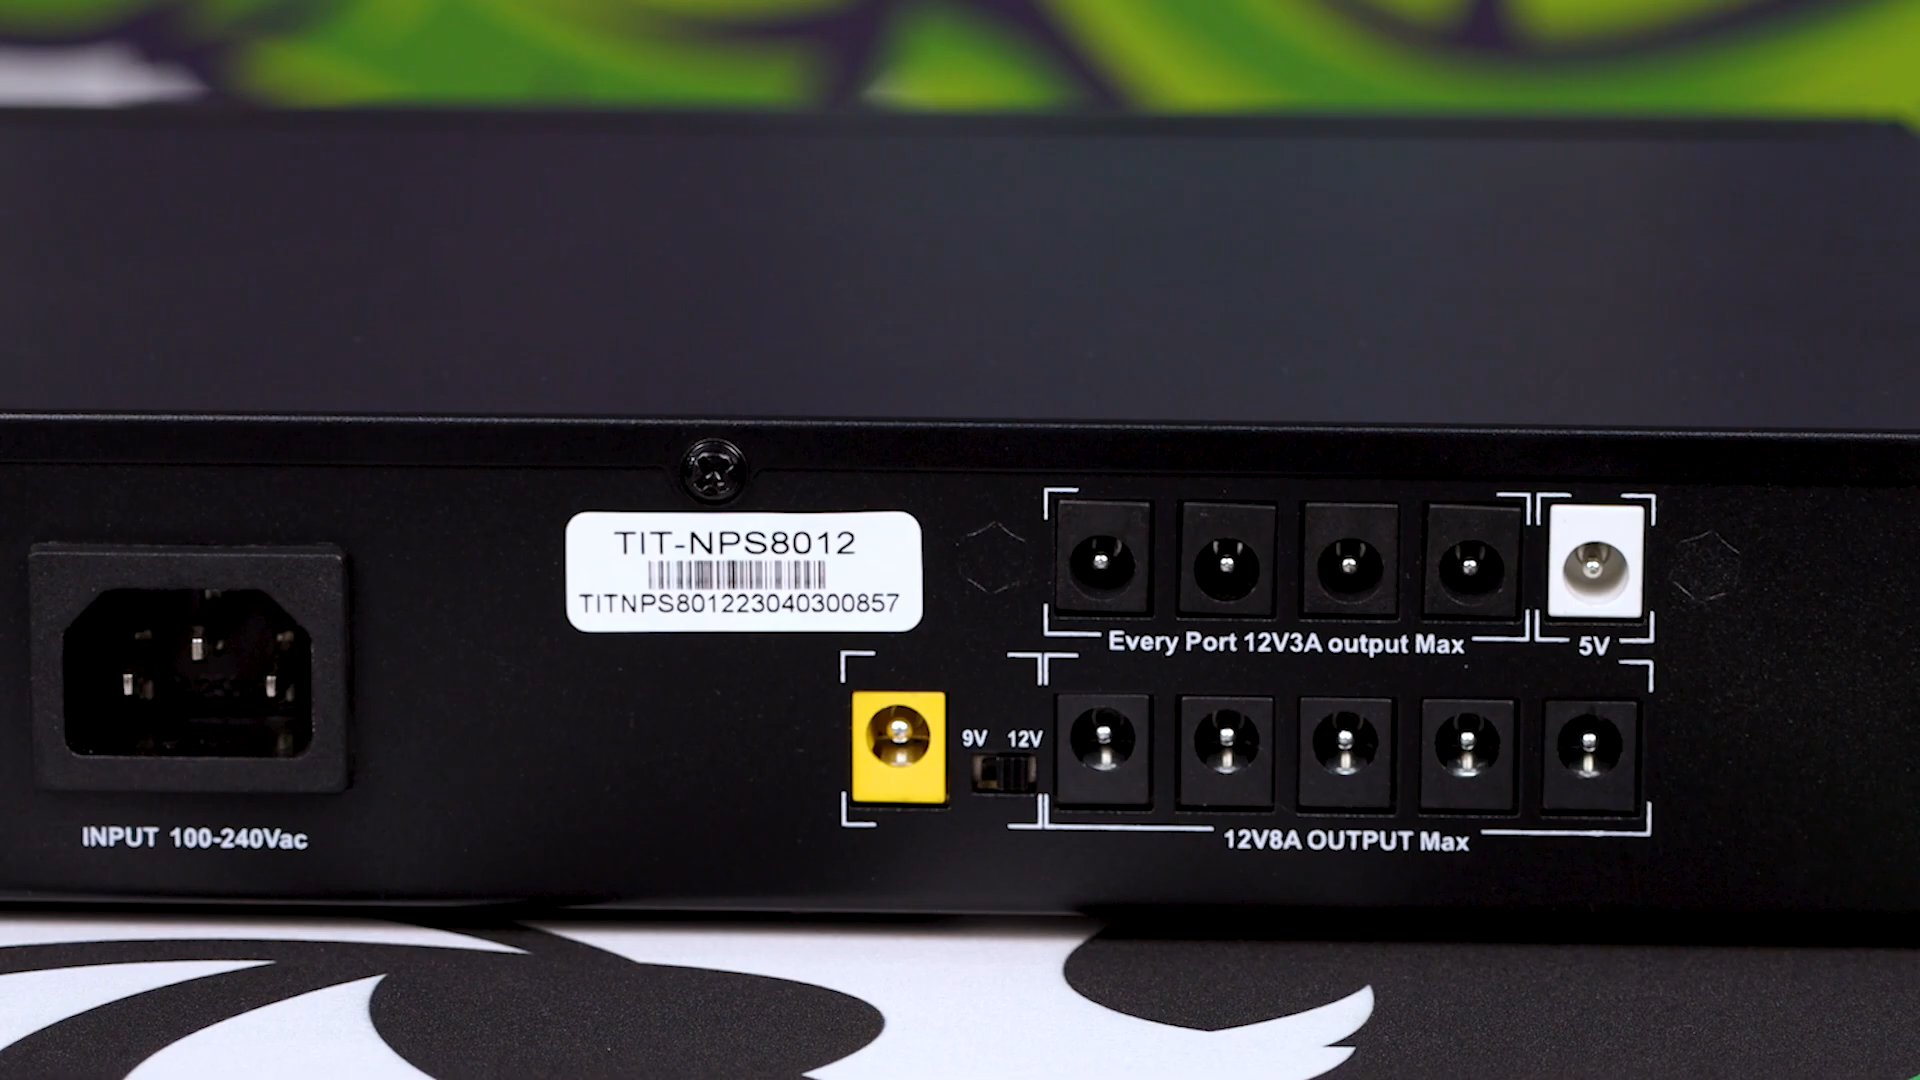 TIT-NPS8012
TITNPS801223040300857
Every Port 12V3A output Max
5V
9V 12V
INPUT 100-240Vac
12V8A OUTPUT Max